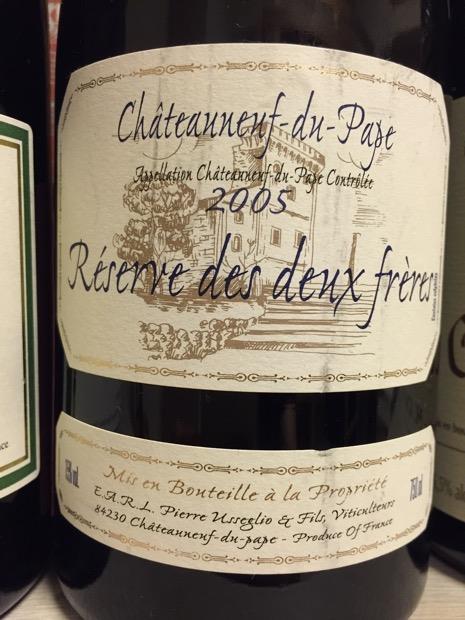 Châteauneuf-du-Pape
Appellation Châteauneuf-du-Pape Contrôlée
2005
Réserve des deux frères
Mis en Bouteille à la Propriété
E.A.R.L. Pierre Usseglio & Fils, Viticulteurs
84230 Châteauneuf-du-pape - Produce Of France
750 ml